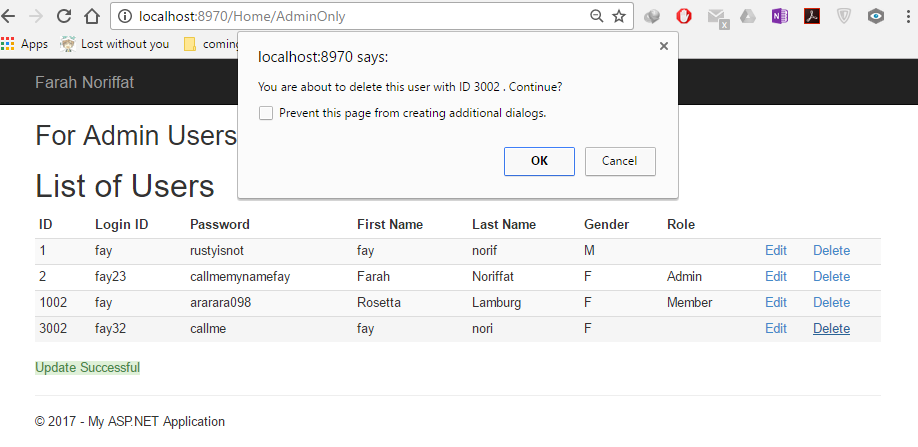 localhost:8970/Home/AdminOnly
Apps Lost without you coming
localhost:8970 says:
You are about to delete this user with ID 3002 . Continue?
Prevent this page from creating additional dialogs.
OK Cancel
Farah Noriffat
For Admin Users
List of Users
ID Login ID Password First Name Last Name Gender Role
1 fay rustyisnot fay norif M Edit Delete
2 fay23 callmemynamefay Farah Noriffat F Admin Edit Delete
1002 fay ararara098 Rosetta Lamburg F Member Edit Delete
3002 fay32 callme fay nori F Edit Delete
Update Successful
© 2017 - My ASP.NET Application